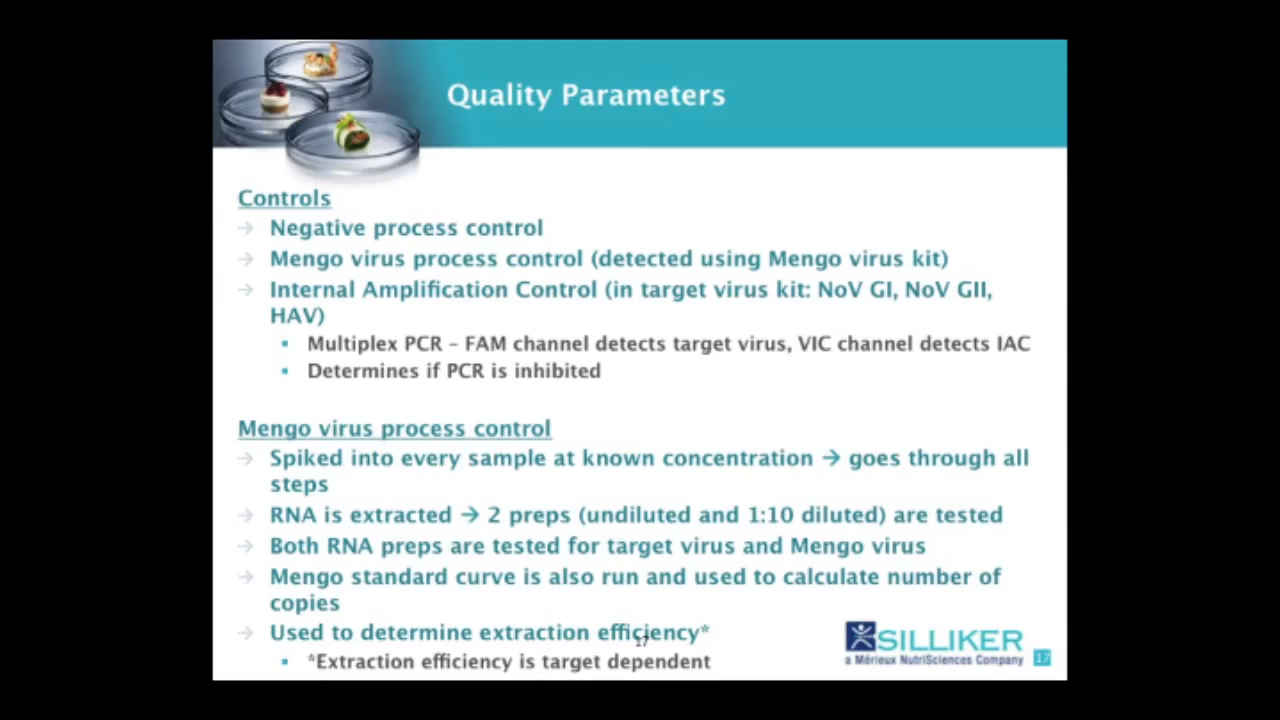 Quality Parameters
Controls
Negative process control
Mengo virus process control (detected using Mengo virus kit)
Internal Amplification Control (in target virus kit: NoV GI, NoV GII,
HAV)
Multiplex PCR – FAM channel detects target virus, VIC channel detects IAC
Determines if PCR is inhibited
Mengo virus process control
Spiked into every sample at known concentration → goes through all
steps
RNA is extracted → 2 preps (undiluted and 1:10 diluted) are tested
Both RNA preps are tested for target virus and Mengo virus
Mengo standard curve is also run and used to calculate number of
copies
Used to determine extraction efficiency*
17
*Extraction efficiency is target dependent
SILLIKER
a Mérieux NutriSciences Company
17